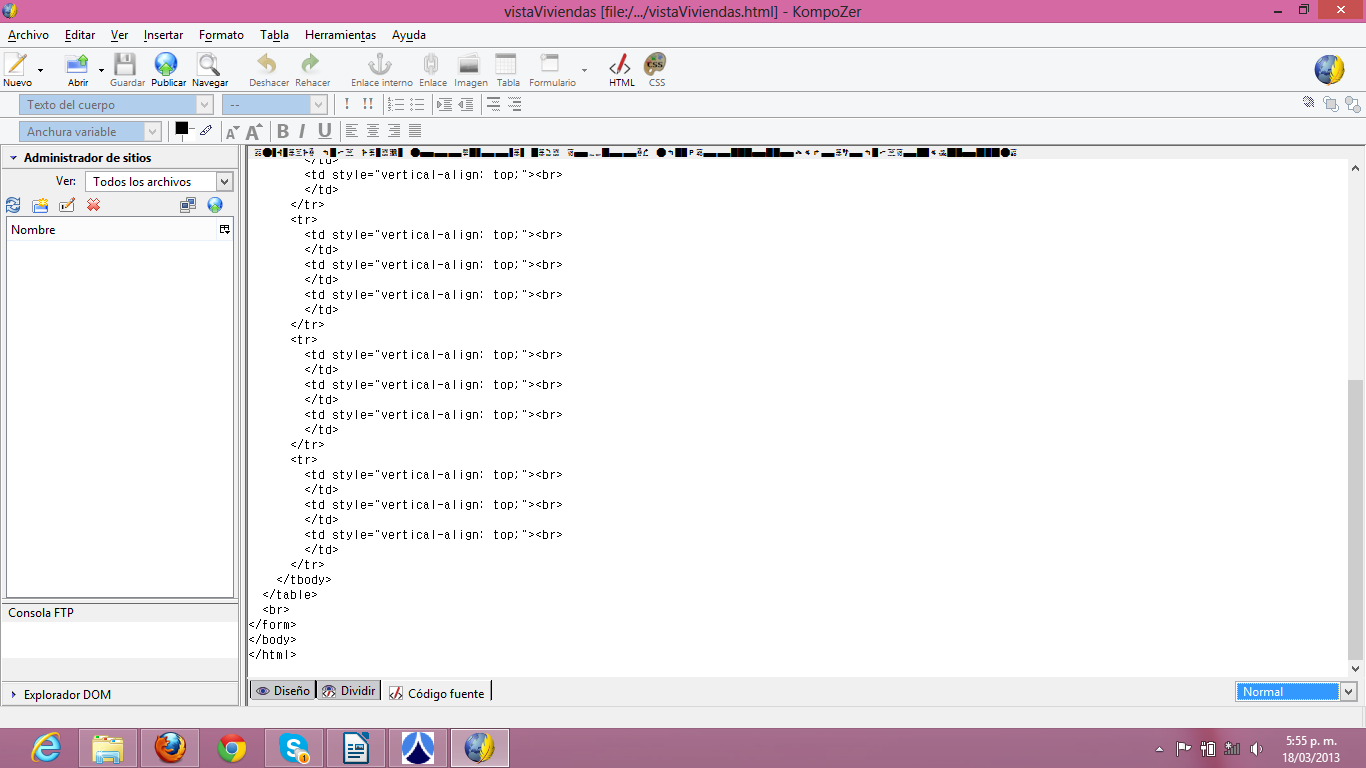 vistaViviendas [file:/.../vistaViviendas.html] - KompoZer
Archivo Editar Ver Insertar Formato Tabla Herramientas Ayuda
Nuevo Abrir Guardar Publicar Navegar Deshacer Rehacer Enlace interno Enlace Imagen Tabla Formulario HTML CSS
Texto del cuerpo -- ! !!
Anchura variable A A B I U
Administrador de sitios
Ver: Todos los archivos
Nombre
Consola FTP
Explorador DOM
</td>
<td style="vertical-align: top;"><br>
</td>
</tr>
<tr>
<td style="vertical-align: top;"><br>
</td>
<td style="vertical-align: top;"><br>
</td>
<td style="vertical-align: top;"><br>
</td>
</tr>
<tr>
<td style="vertical-align: top;"><br>
</td>
<td style="vertical-align: top;"><br>
</td>
<td style="vertical-align: top;"><br>
</td>
</tr>
<tr>
<td style="vertical-align: top;"><br>
</td>
<td style="vertical-align: top;"><br>
</td>
<td style="vertical-align: top;"><br>
</td>
</tr>
</tbody>
</table>
<br>
</form>
</body>
</html>
Diseño Dividir Código fuente Normal
5:55 p. m.
18/03/2013